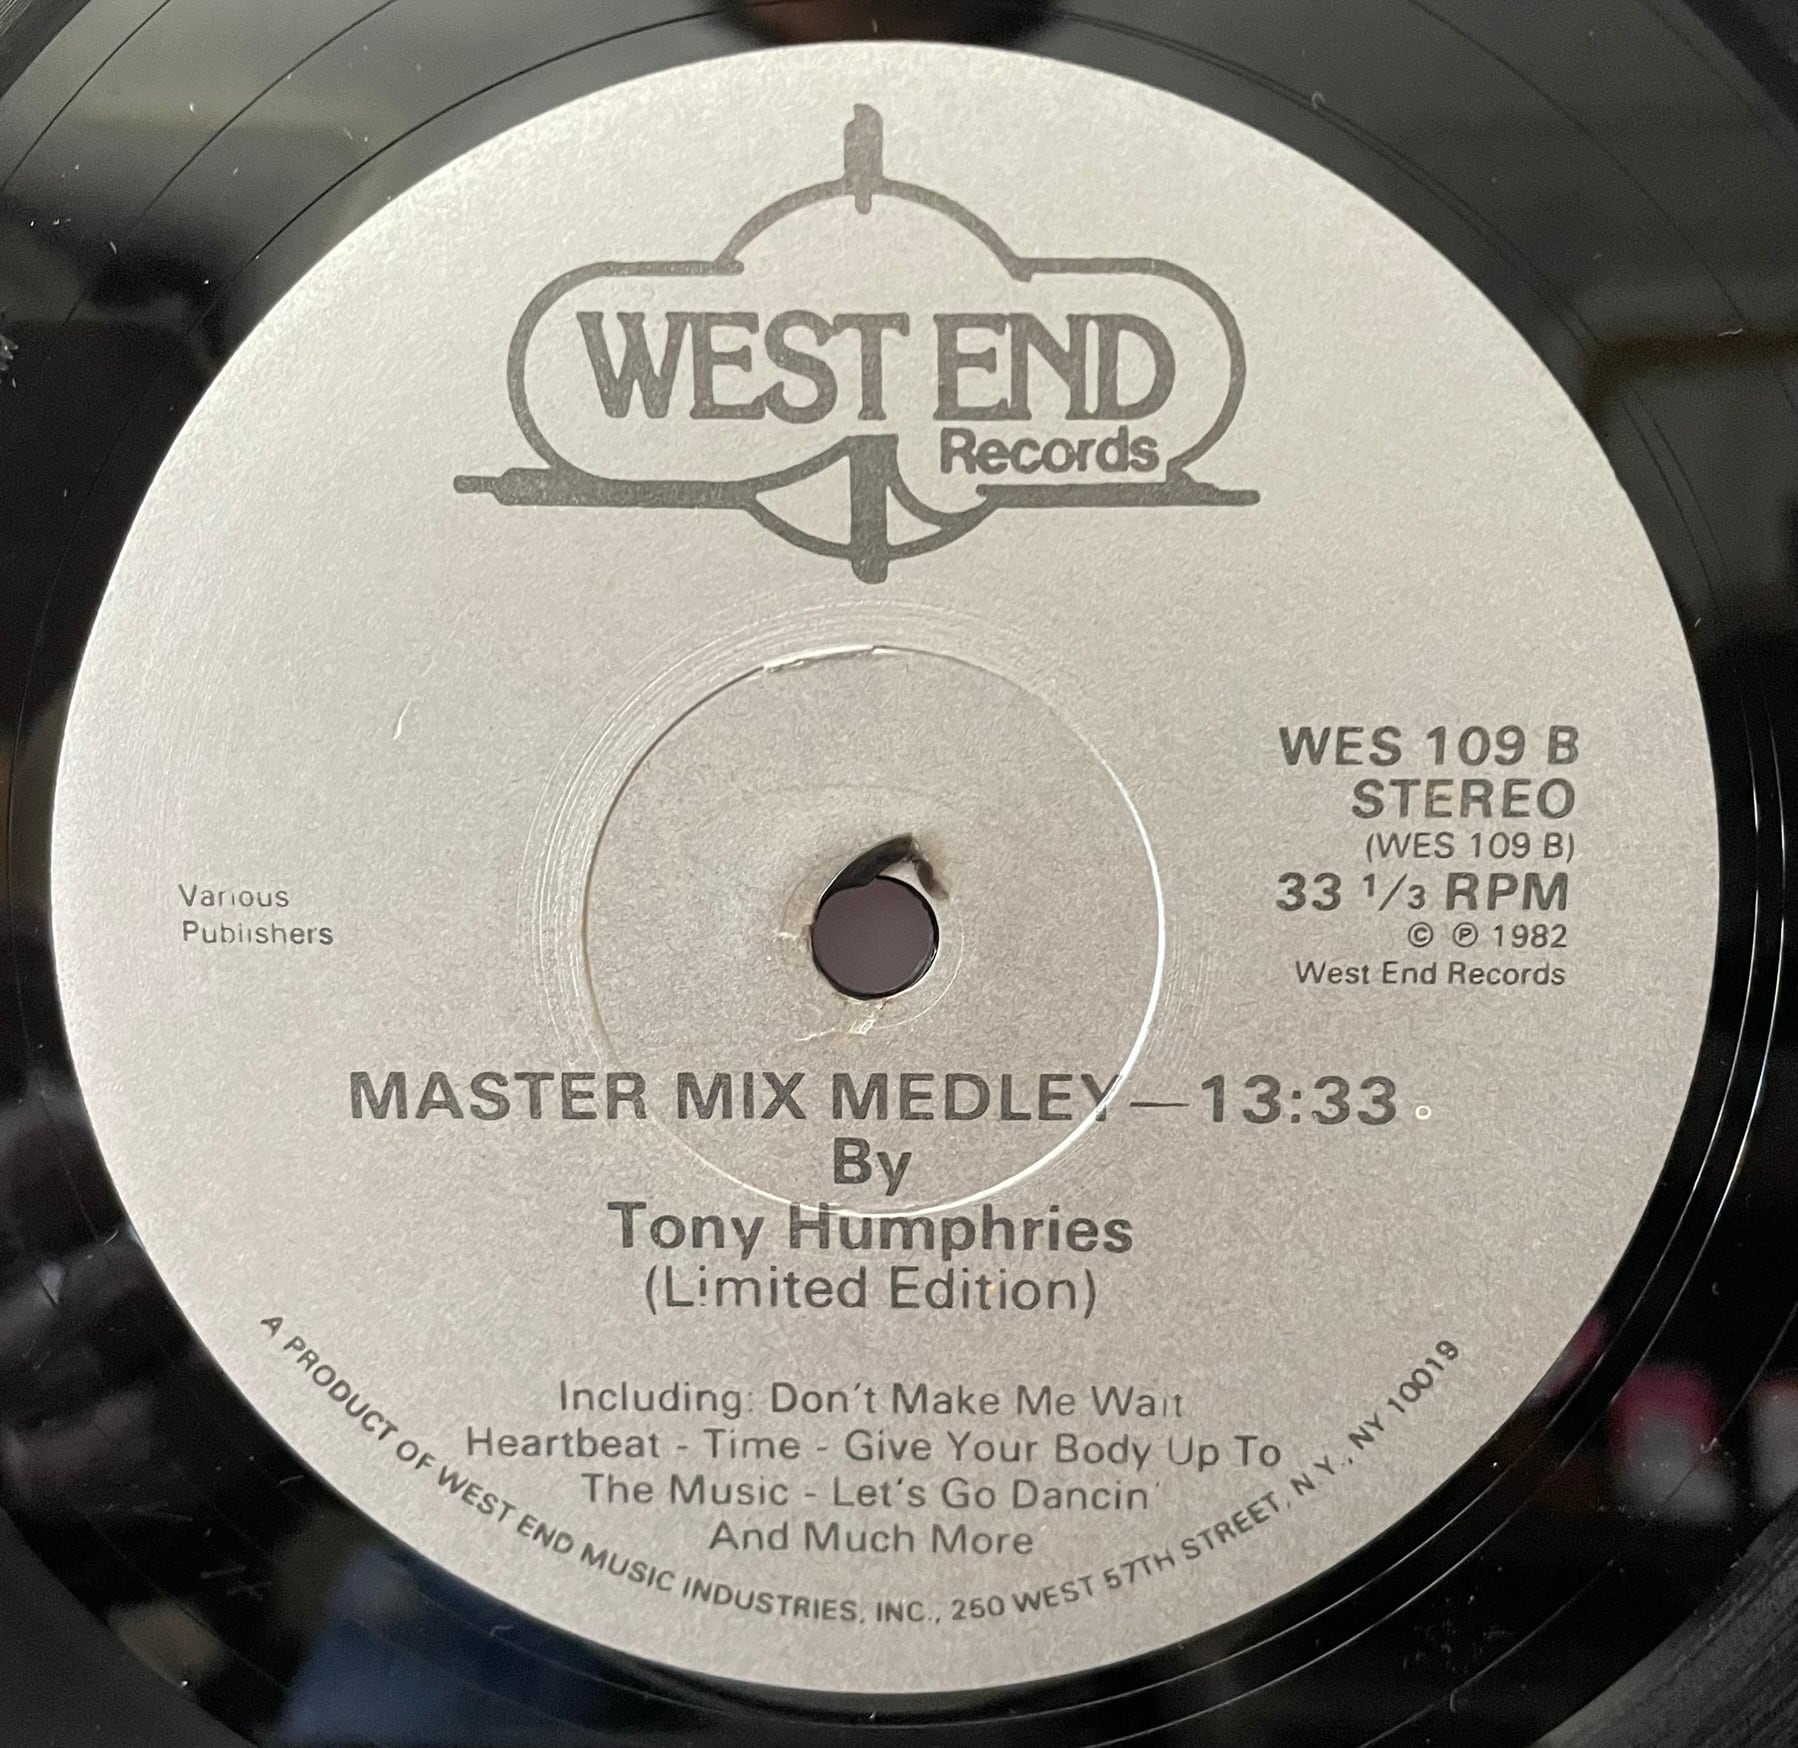 WEST END
Records
WES 109 B
STEREO
(WES 109 B)
33 1/3 RPM
© ℗ 1982
West End Records
Various
Publishers
MASTER MIX MEDLEY—13:33
By
Tony Humphries
(Limited Edition)
Including: Don't Make Me Wait
Heartbeat - Time - Give Your Body Up To
The Music - Let's Go Dancin'
And Much More
A PRODUCT OF WEST END MUSIC INDUSTRIES, INC., 250 WEST 57TH STREET, N.Y., NY 10019